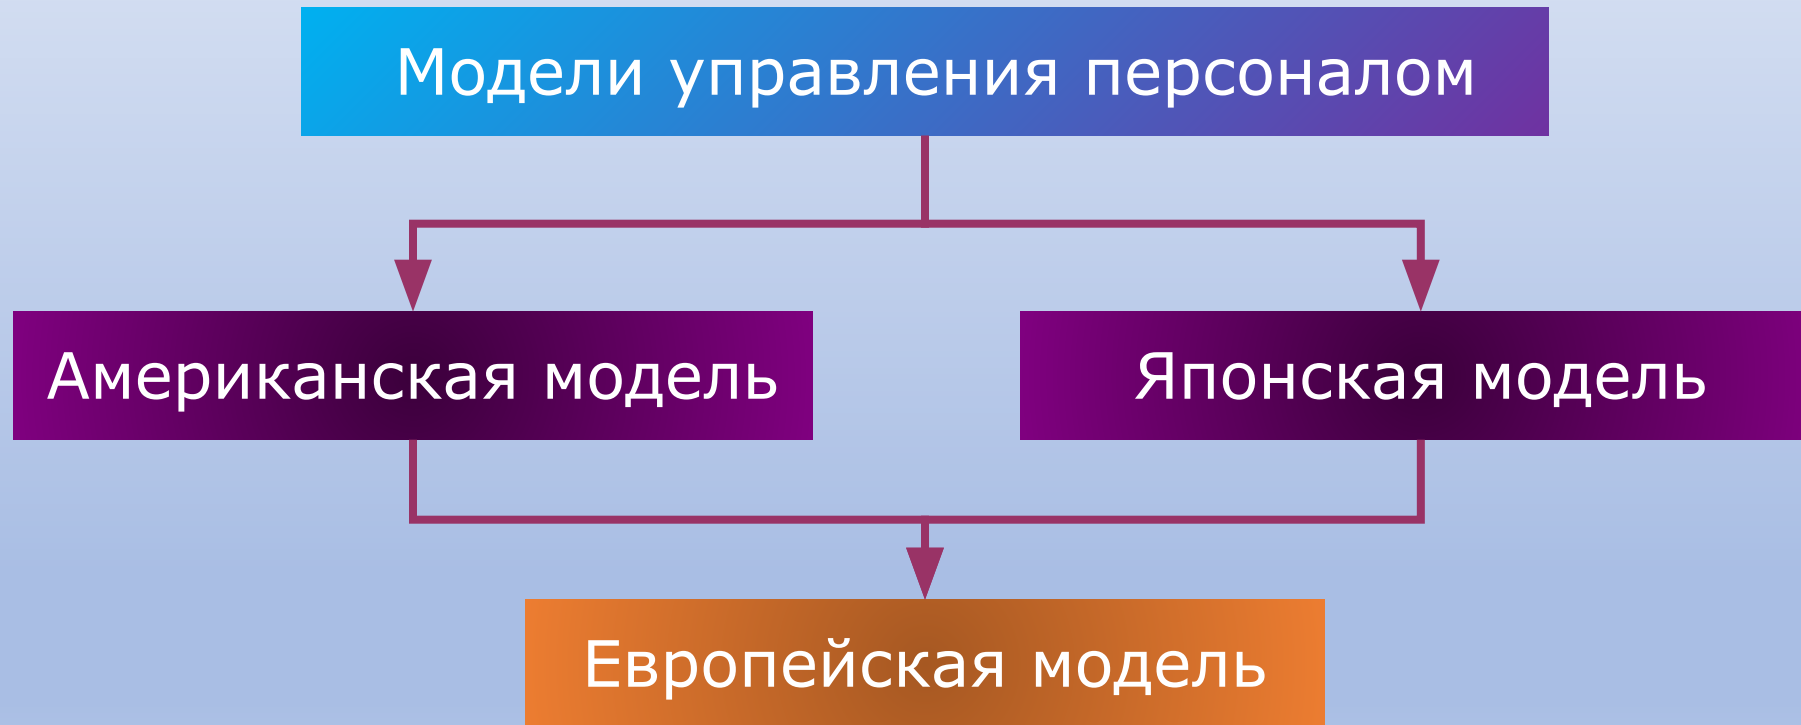 Модели управления персоналом
Американская модель
Японская модель
Европейская модель